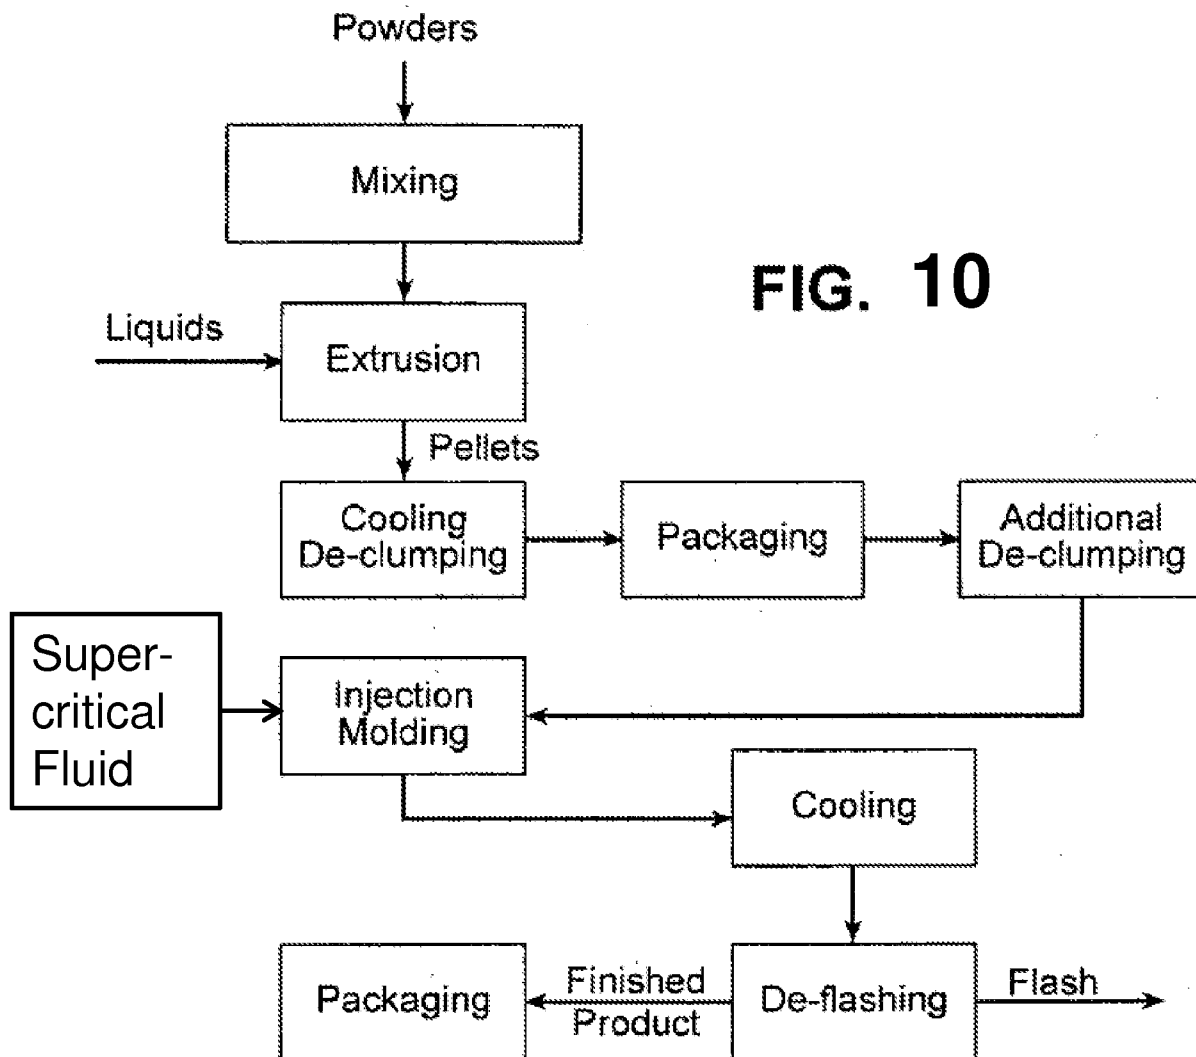 Powders
Mixing
FIG. 10
Liquids
Extrusion
Pellets
Cooling
De-clumping
Packaging
Additional
De-clumping
Super-
critical
Fluid
Injection
Molding
Cooling
Packaging
Finished
Product
De-flashing
Flash